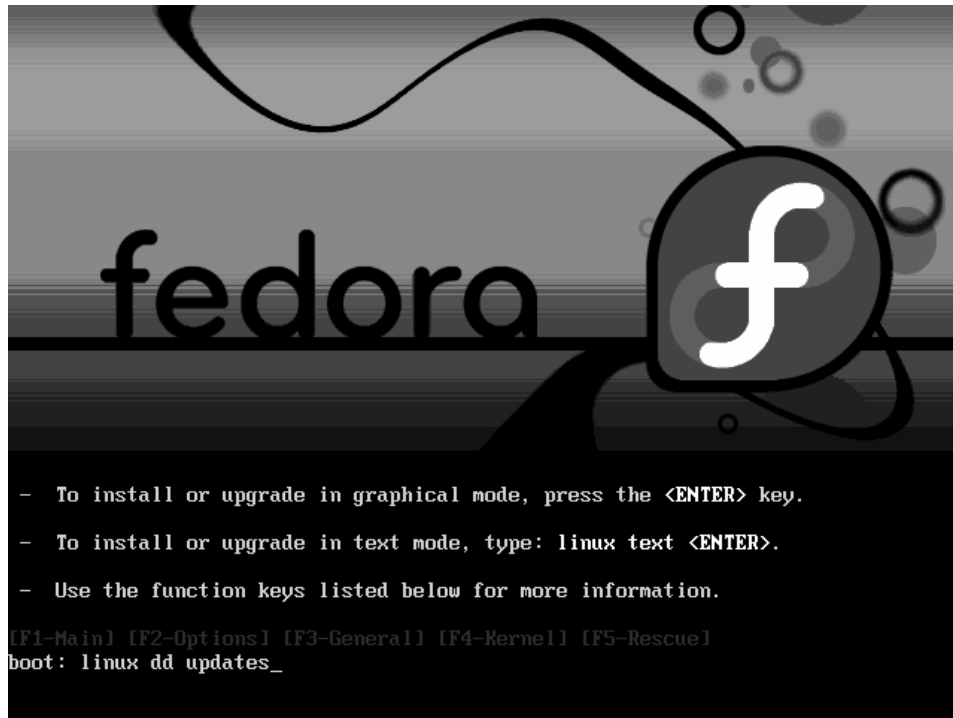 fedora
- To install or upgrade in graphical mode, press the <ENTER> key.
- To install or upgrade in text mode, type: linux text <ENTER>.
- Use the function keys listed below for more information.
[F1-Main] [F2-Options] [F3-General] [F4-Kernel] [F5-Rescue]
boot: linux dd updates_